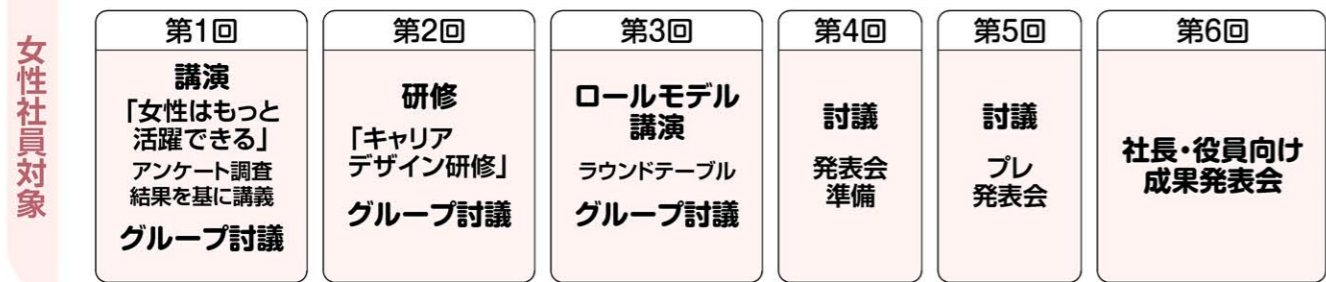 女性社員対象
第1回
講演
「女性はもっと
活躍できる」
アンケート調査
結果を基に講義
グループ討議
第2回
研修
「キャリア
デザイン研修」
グループ討議
第3回
ロールモデル
講演
ラウンドテーブル
グループ討議
第4回
討議
発表会
準備
第5回
討議
プレ
発表会
第6回
社長・役員向け
成果発表会